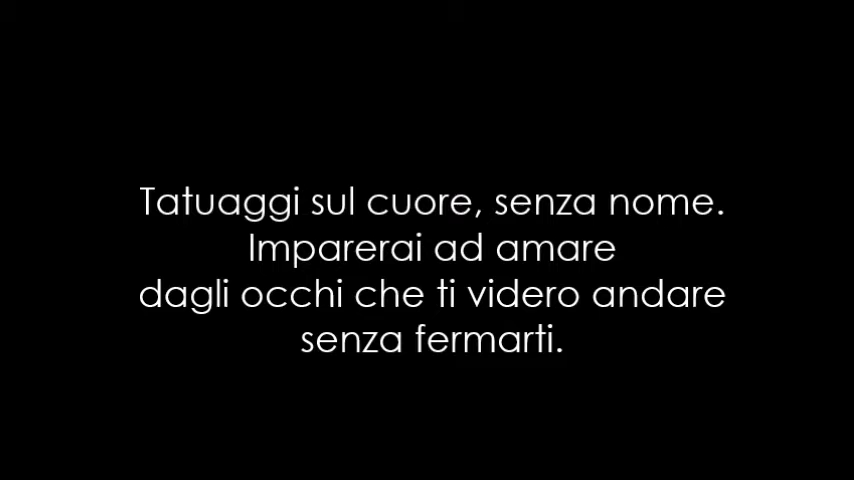 Tatuaggi sul cuore, senza nome.
Imparerai ad amare
dagli occhi che ti videro andare
senza fermarti.